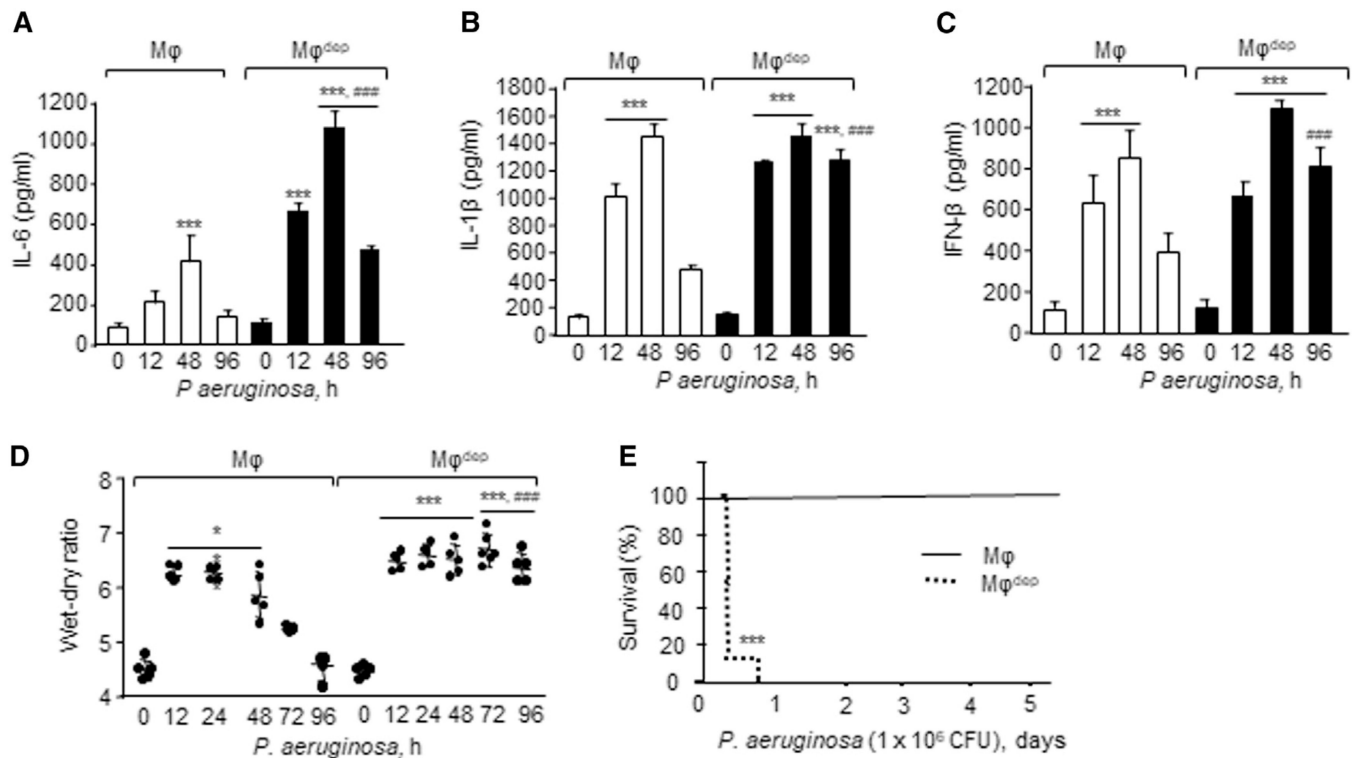 A
Mφ
Mφdep
***, ###
***
***
IL-6 (pg/ml)
1200
1000
800
600
400
200
0
0 12 48 96 0 12 48 96
P aeruginosa, h
B
Mφ
Mφdep
***
***
***, ###
IL-1β (pg/ml)
1800
1600
1400
1200
1000
800
600
400
200
0
0 12 48 96 0 12 48 96
P aeruginosa, h
C
Mφ
Mφdep
***
***
###
IFN-β (pg/ml)
1200
1000
800
600
400
200
0
0 12 48 96 0 12 48 96
P aeruginosa, h
D
Mφ
Mφdep
*
***
***, ###
Wet-dry ratio
8
7
6
5
4
0 12 24 48 72 96 0 12 24 48 72 96
P. aeruginosa, h
E
Survival (%)
100
80
60
40
20
0
Mφ
Mφdep
***
0 1 2 3 4 5
P. aeruginosa (1 x 10⁶ CFU), days